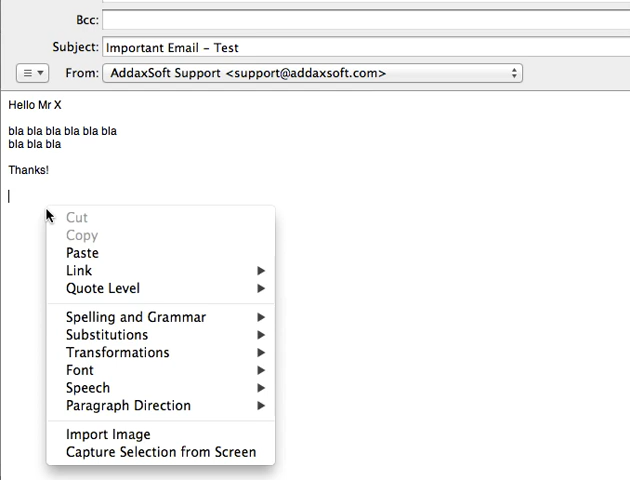 Bcc:
Subject: Important Email – Test
From: AddaxSoft Support <support@addaxsoft.com>
Hello Mr X
bla bla bla bla bla bla
bla bla bla
Thanks!
Cut
Copy
Paste
Link
Quote Level
Spelling and Grammar
Substitutions
Transformations
Font
Speech
Paragraph Direction
Import Image
Capture Selection from Screen